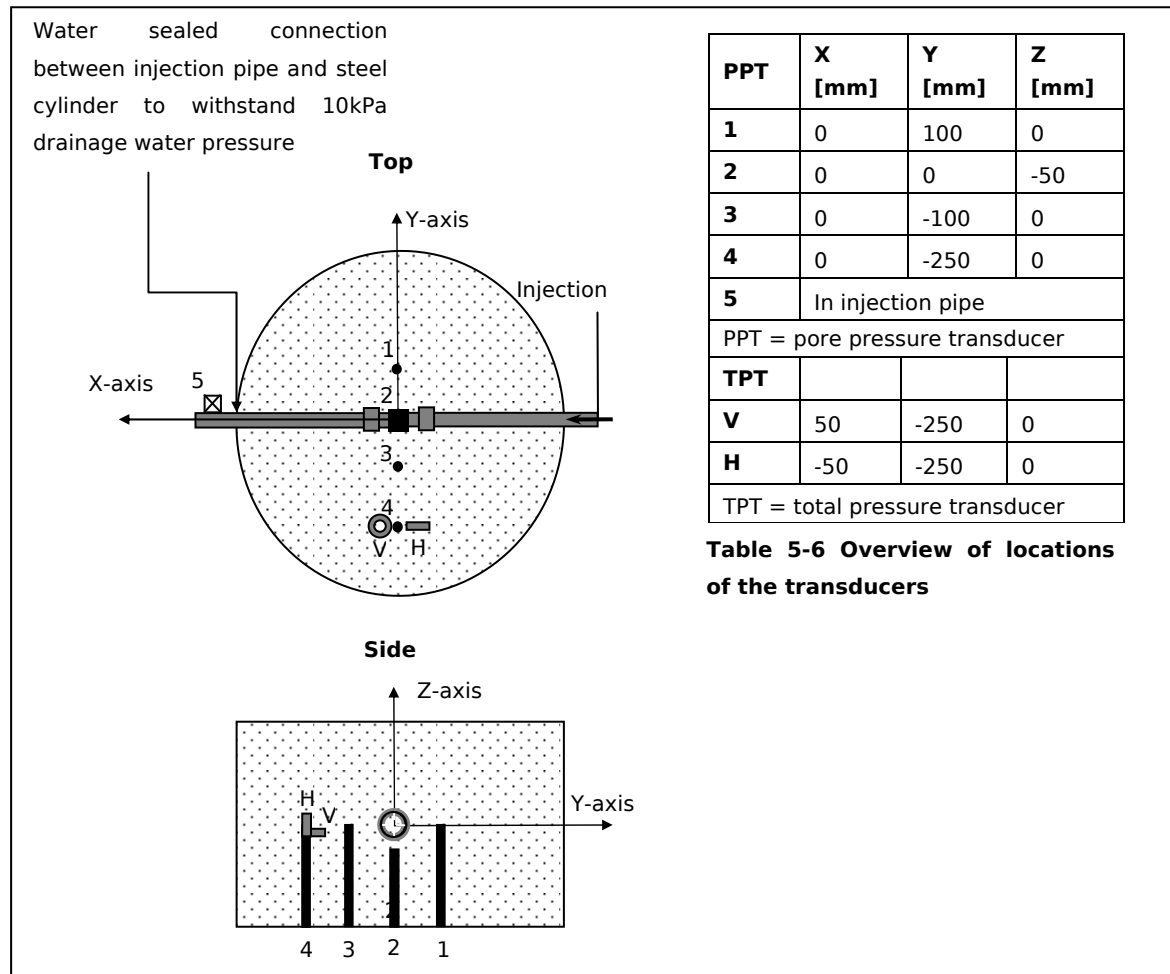 Water sealed connection
between injection pipe and steel
cylinder to withstand 10kPa
drainage water pressure
Top
Y-axis
Injection
1
5
2
X-axis
3
4
V H
Side
Z-axis
H
V
Y-axis
2
4 3 2 1
PPT X [mm] Y [mm] Z [mm]
1 0 100 0
2 0 0 -50
3 0 -100 0
4 0 -250 0
5 In injection pipe
PPT = pore pressure transducer
TPT
V 50 -250 0
H -50 -250 0
TPT = total pressure transducer
Table 5-6 Overview of locations
of the transducers